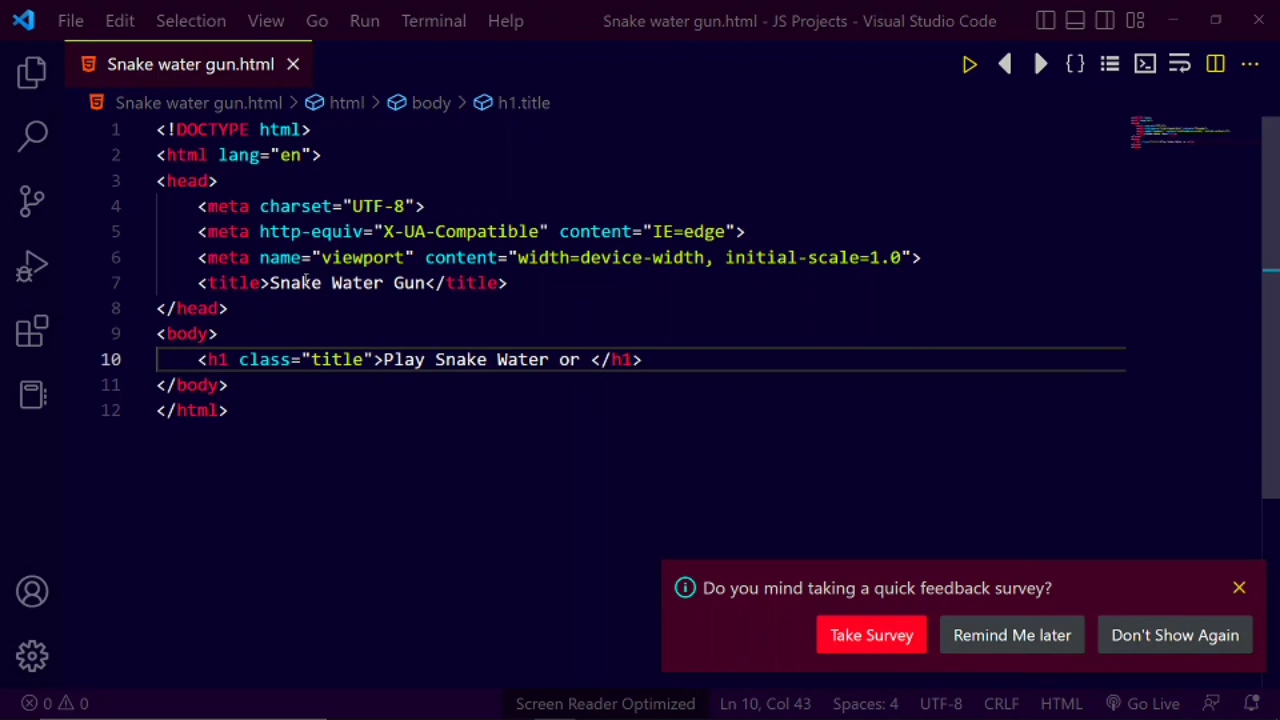 File Edit Selection View Go Run Terminal Help Snake water gun.html - JS Projects - Visual Studio Code
Snake water gun.html
Snake water gun.html > html > body > h1.title
1 <!DOCTYPE html>
2 <html lang="en">
3 <head>
4 <meta charset="UTF-8">
5 <meta http-equiv="X-UA-Compatible" content="IE=edge">
6 <meta name="viewport" content="width=device-width, initial-scale=1.0">
7 <title>Snake Water Gun</title>
8 </head>
9 <body>
10 <h1 class="title">Play Snake Water or </h1>
11 </body>
12 </html>
Do you mind taking a quick feedback survey?
Take Survey Remind Me later Don't Show Again
0 0 Screen Reader Optimized Ln 10, Col 43 Spaces: 4 UTF-8 CRLF HTML Go Live